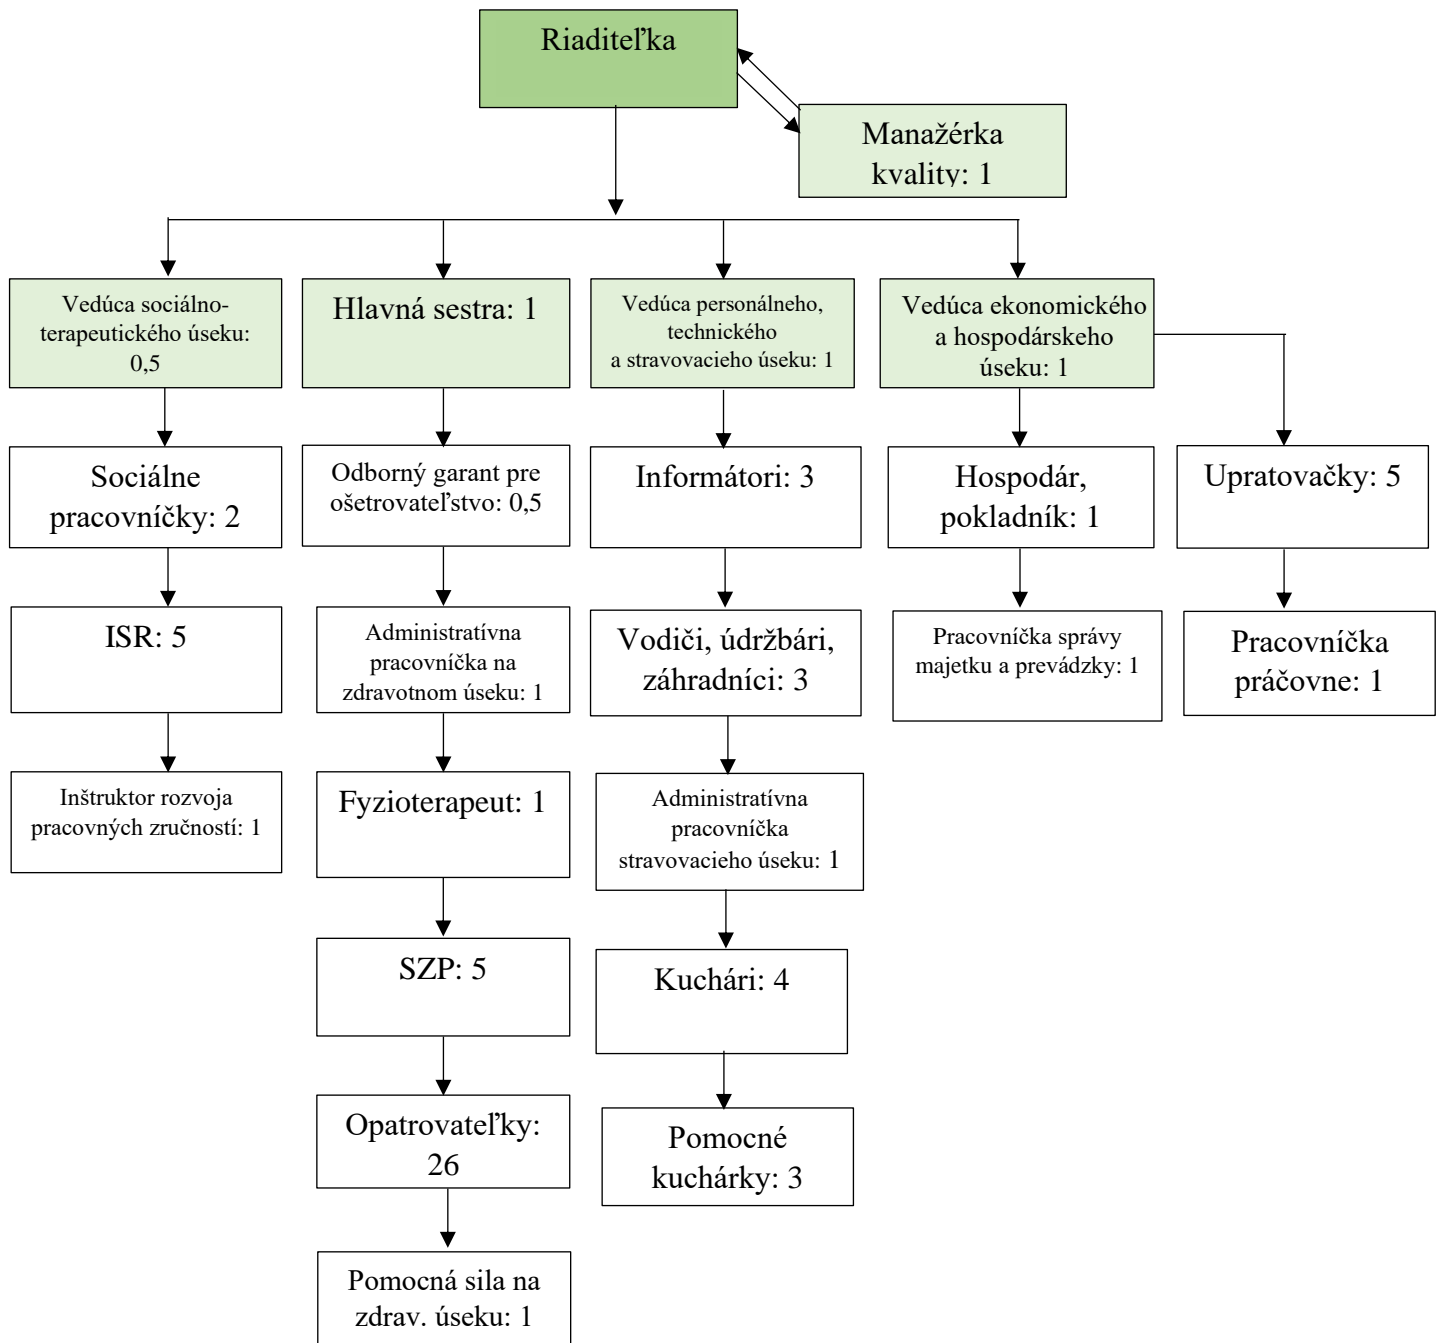 Riaditeľka
Manažérka
kvality: 1
Vedúca sociálno-
terapeutického úseku:
0,5
Hlavná sestra: 1
Vedúca personálneho,
technického
a stravovacieho úseku: 1
Vedúca ekonomického
a hospodárskeho
úseku: 1
Sociálne
pracovníčky: 2
Odborný garant pre
ošetrovateľstvo: 0,5
Informátori: 3
Hospodár,
pokladník: 1
Upratovačky: 5
ISR: 5
Administratívna
pracovníčka na
zdravotnom úseku: 1
Vodiči, údržbári,
záhradníci: 3
Pracovníčka správy
majetku a prevádzky: 1
Pracovníčka
práčovne: 1
Inštruktor rozvoja
pracovných zručností: 1
Fyzioterapeut: 1
Administratívna
pracovníčka
stravovacieho úseku: 1
SZP: 5
Kuchári: 4
Opatrovateľky:
26
Pomocné
kuchárky: 3
Pomocná sila na
zdrav. úseku: 1